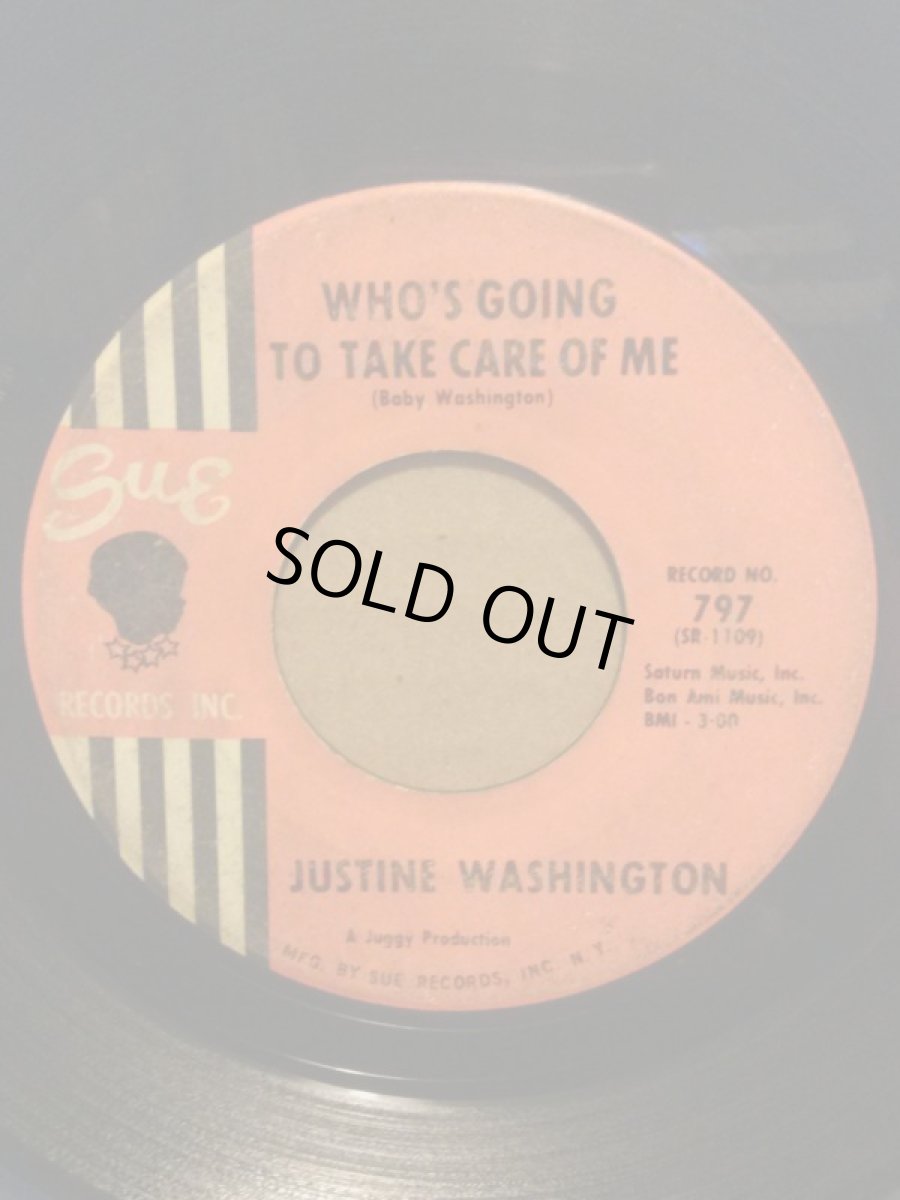 WHO'S GOING
TO TAKE CARE OF ME
(Baby Washington)
Sue
RECORDS INC.
SOLD OUT
RECORD NO.
797
(SR-1109)
Saturn Music, Inc.
Bon Ami Music, Inc.
BMI - 3:00
JUSTINE WASHINGTON
A Juggy Production
MFG. BY SUE RECORDS, INC. N.Y.